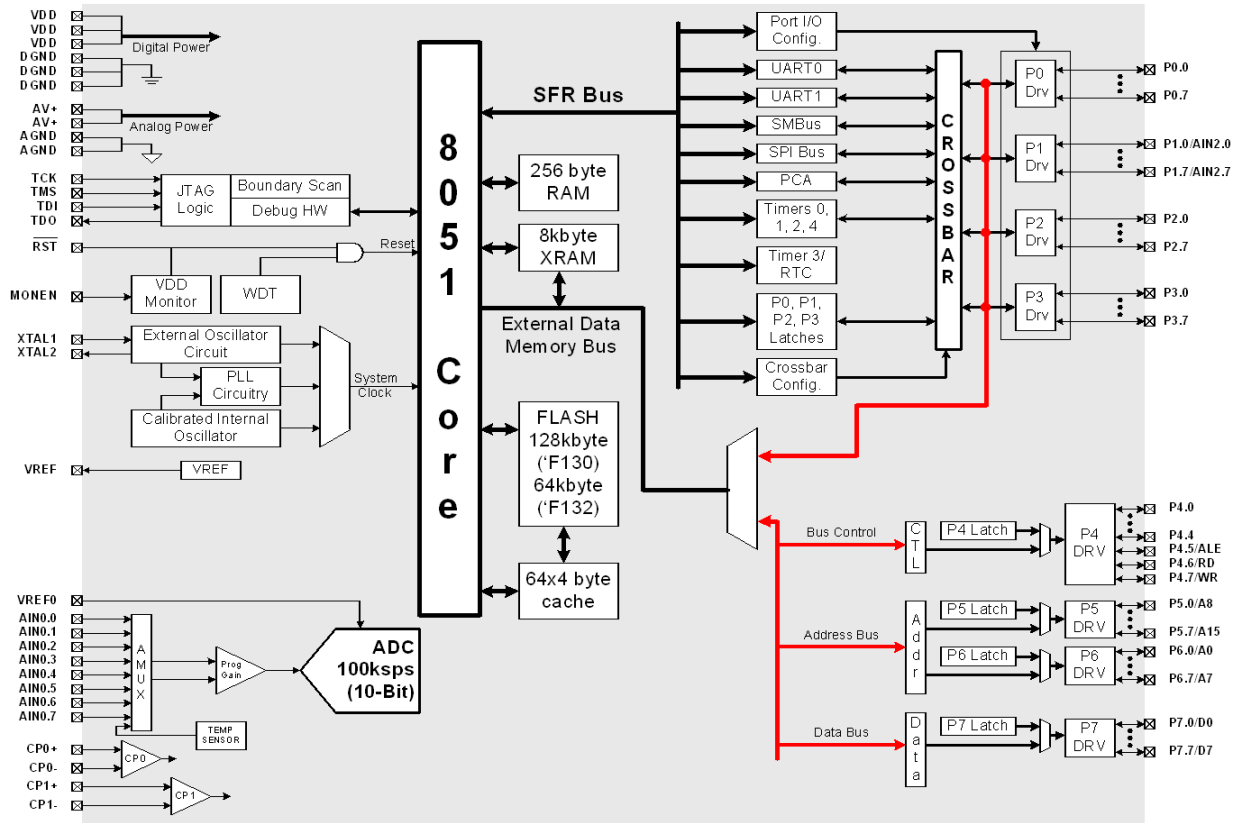 VDD
VDD
VDD
DGND
DGND
DGND
Digital Power
AV+
AV+
AGND
AGND
Analog Power
TCK
TMS
TDI
TDO
JTAG
Logic
Boundary Scan
Debug HW
RST
Reset
MONEN
VDD
Monitor
WDT
XTAL1
XTAL2
External Oscillator
Circuit
PLL
Circuitry
Calibrated Internal
Oscillator
System
Clock
VREF
VREF
VREF0
AIN0.0
AIN0.1
AIN0.2
AIN0.3
AIN0.4
AIN0.5
AIN0.6
AIN0.7
AMUX
Prog
Gain
ADC
100ksps
(10-Bit)
TEMP
SENSOR
CP0+
CP0-
CP0
CP1+
CP1-
CP1
8051 Core
SFR Bus
256 byte
RAM
8kbyte
XRAM
External Data
Memory Bus
FLASH
128kbyte
('F130)
64kbyte
('F132)
64x4 byte
cache
Port I/O
Config.
UART0
UART1
SMBus
SPI Bus
PCA
Timers 0,
1, 2, 4
Timer 3/
RTC
P0, P1,
P2, P3
Latches
Crossbar
Config.
CROSSBAR
P0
Drv
P1
Drv
P2
Drv
P3
Drv
P0.0
P0.7
P1.0/AIN2.0
P1.7/AIN2.7
P2.0
P2.7
P3.0
P3.7
Bus Control
CTL
P4 Latch
P4
DRV
P4.0
P4.4
P4.5/ALE
P4.6/RD
P4.7/WR
Address Bus
Addr
P5 Latch
P5
DRV
P5.0/A8
P5.7/A15
P6 Latch
P6
DRV
P6.0/A0
P6.7/A7
Data Bus
Data
P7 Latch
P7
DRV
P7.0/D0
P7.7/D7